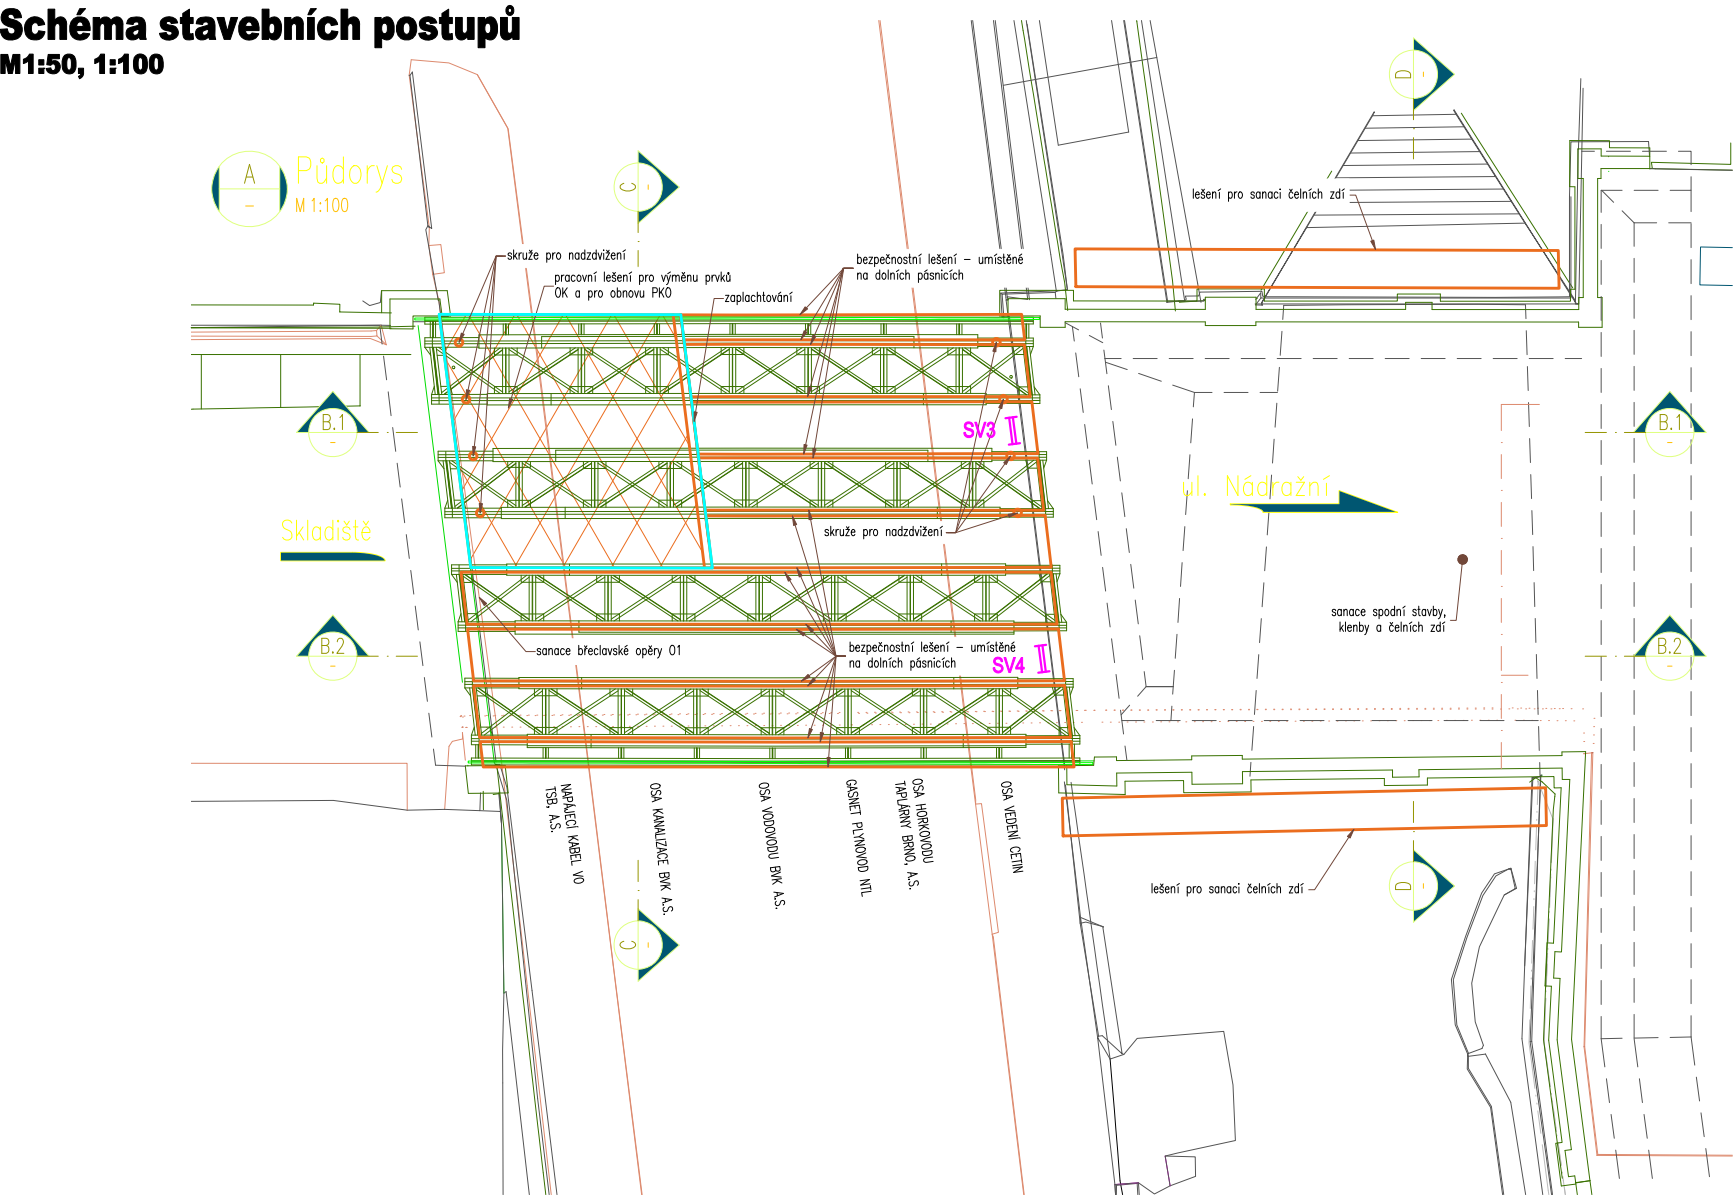 Schéma stavebních postupů
M1:50, 1:100
A
–
Půdorys
M 1:100
C
–
D
–
lešení pro sanaci čelních zdí
skruže pro nadzdvižení
pracovní lešení pro výměnu prvků
OK a pro obnovu PKO
zaplachtování
bezpečnostní lešení – umístěné
na dolních pásnicích
B.1
–
SV3
B.1
–
ul. Nádražní
Skladiště
skruže pro nadzdvižení
sanace spodní stavby,
klenby a čelních zdí
B.2
–
sanace břeclavské opěry 01
bezpečnostní lešení – umístěné
na dolních pásnicích
SV4
B.2
–
NAPÁJECÍ KABEL VO
TSB, A.S.
OSA KANALIZACE BVK A.S.
OSA VODOVODU BVK A.S.
GASNET PLYNOVOD NTL
OSA HORKOVODU
TAPLÁRNY BRNO, A.S.
OSA VEDENÍ CETIN
lešení pro sanaci čelních zdí
D
–
C
–